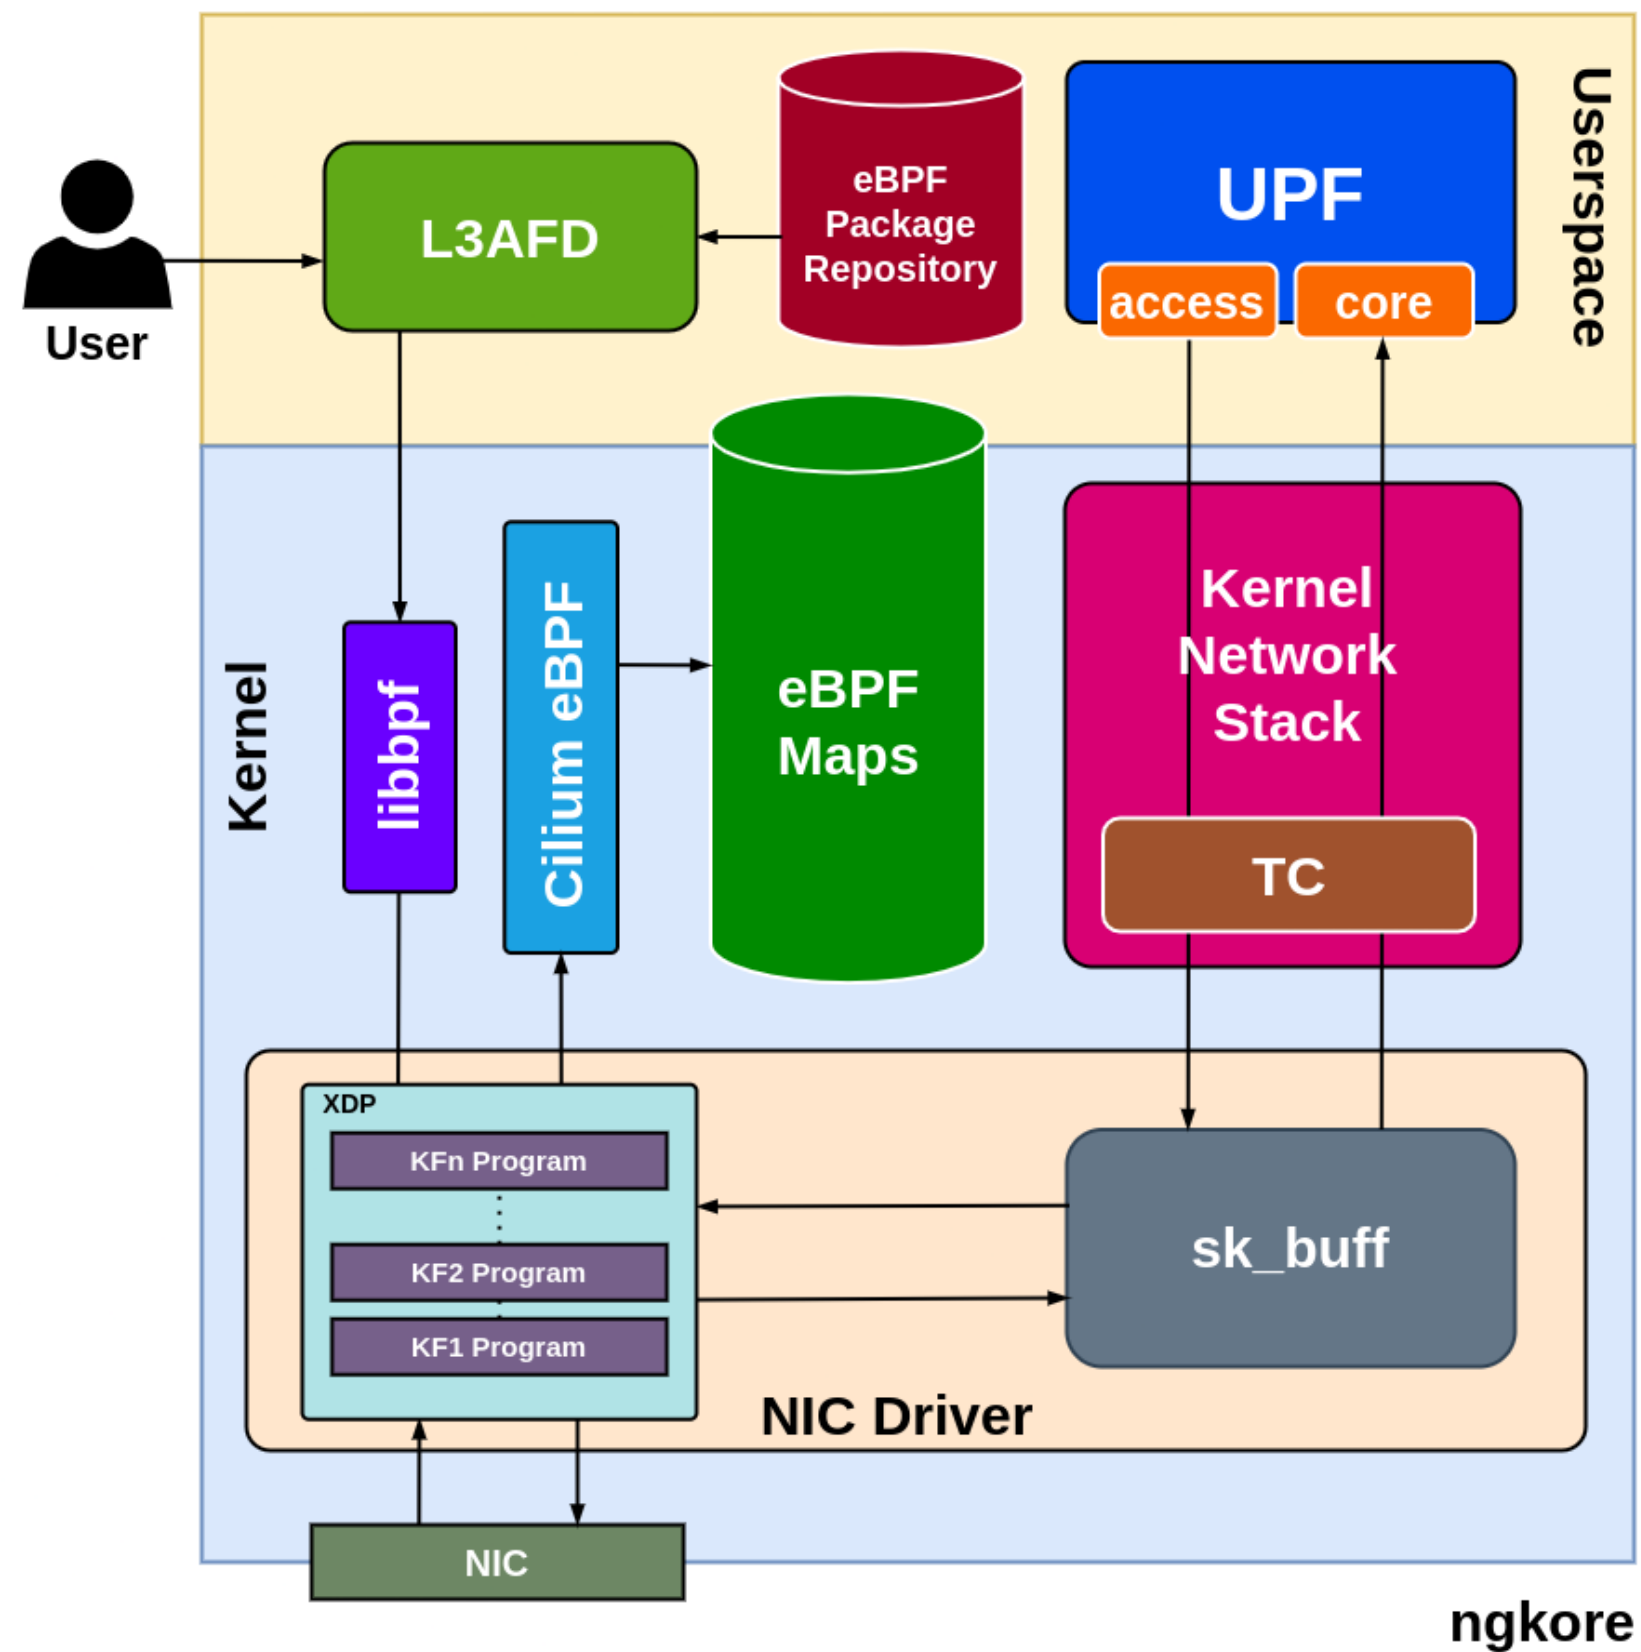 Userspace
eBPF
Package
Repository
UPF
L3AFD
access
core
User
Kernel
libbpf
Cilium eBPF
eBPF
Maps
Kernel
Network
Stack
TC
XDP
KFn Program
KF2 Program
KF1 Program
sk_buff
NIC Driver
NIC
ngkore